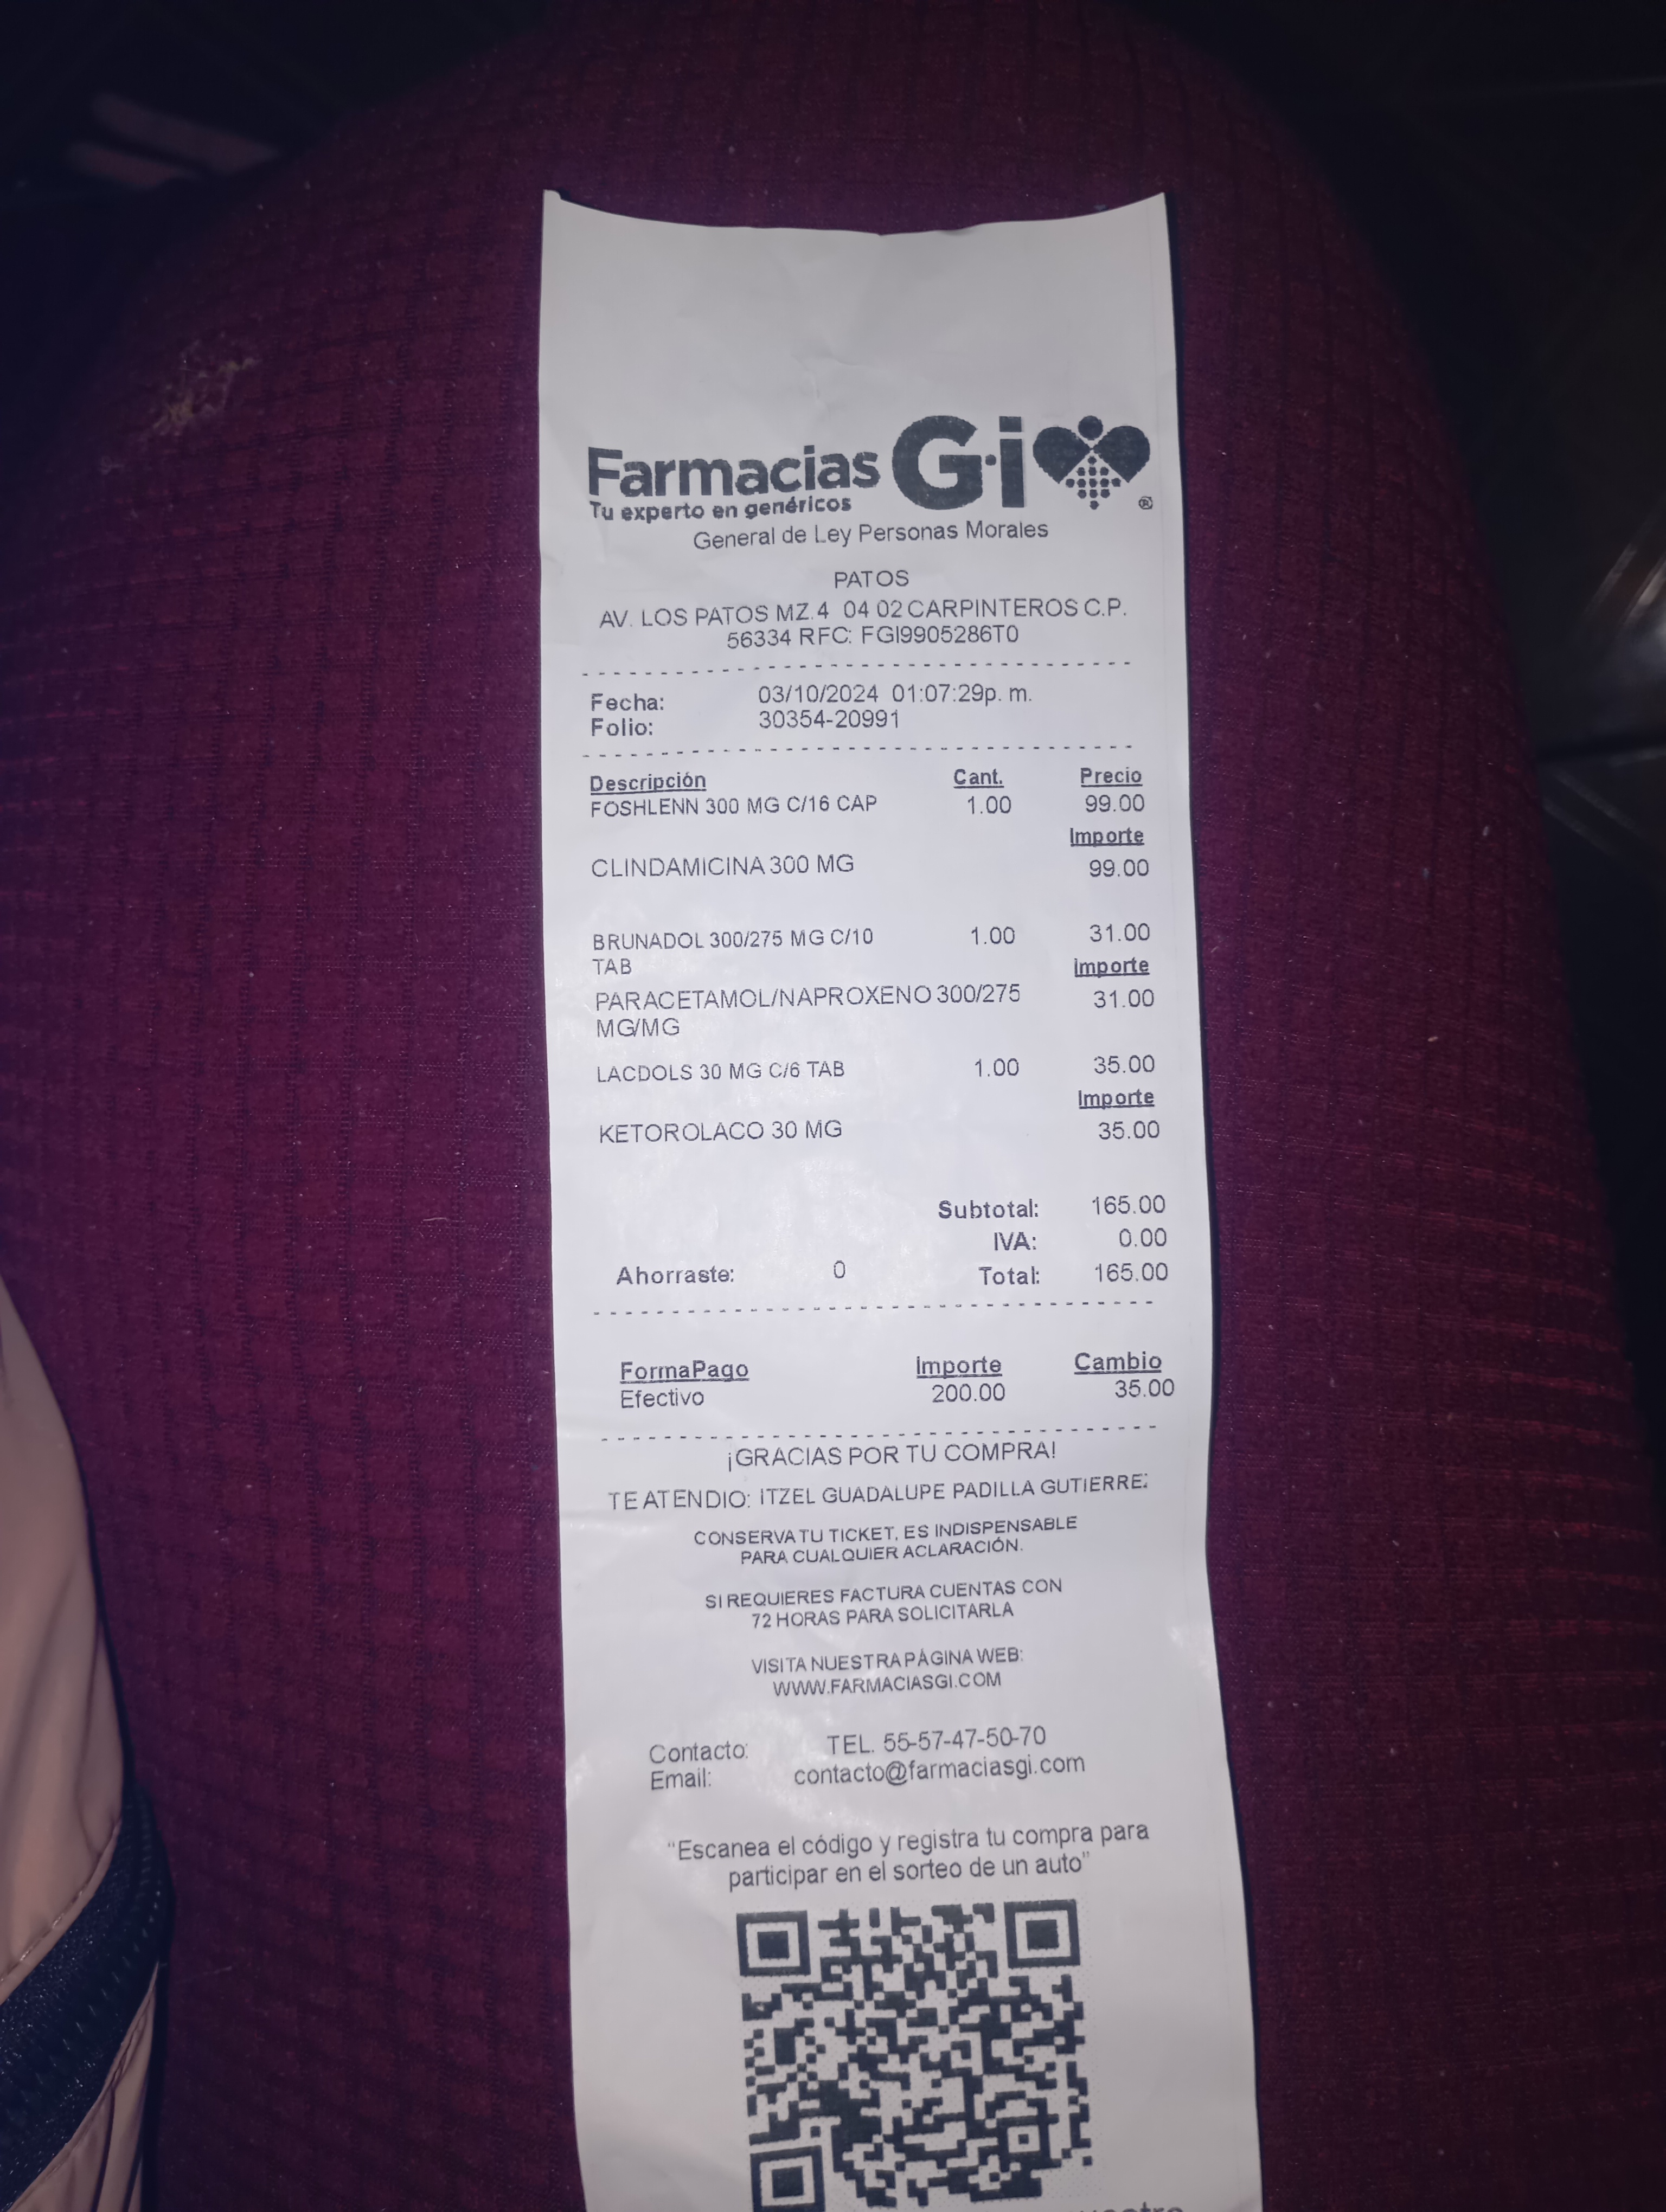 Farmacias Gi
Tu experto en genéricos
®
General de Ley Personas Morales
PATOS
AV. LOS PATOS MZ.4 04 02 CARPINTEROS C.P.
56334 RFC: FGI9905286T0
Fecha: 03/10/2024 01:07:29p. m.
Folio: 30354-20991
Descripción Cant. Precio
FOSHLENN 300 MG C/16 CAP 1.00 99.00
Importe
CLINDAMICINA 300 MG 99.00
BRUNADOL 300/275 MG C/10 1.00 31.00
TAB Importe
PARACETAMOL/NAPROXENO 300/275 31.00
MG/MG
LACDOLS 30 MG C/6 TAB 1.00 35.00
Importe
KETOROLACO 30 MG 35.00
Subtotal: 165.00
IVA: 0.00
Ahorraste: 0 Total: 165.00
FormaPago Importe Cambio
Efectivo 200.00 35.00
¡GRACIAS POR TU COMPRA!
TE ATENDIO: ITZEL GUADALUPE PADILLA GUTIERRE
CONSERVA TU TICKET, ES INDISPENSABLE
PARA CUALQUIER ACLARACIÓN.
SI REQUIERES FACTURA CUENTAS CON
72 HORAS PARA SOLICITARLA
VISITA NUESTRA PÁGINA WEB:
WWW.FARMACIASGI.COM
Contacto: TEL. 55-57-47-50-70
Email: contacto@farmaciasgi.com
"Escanea el código y registra tu compra para
participar en el sorteo de un auto"